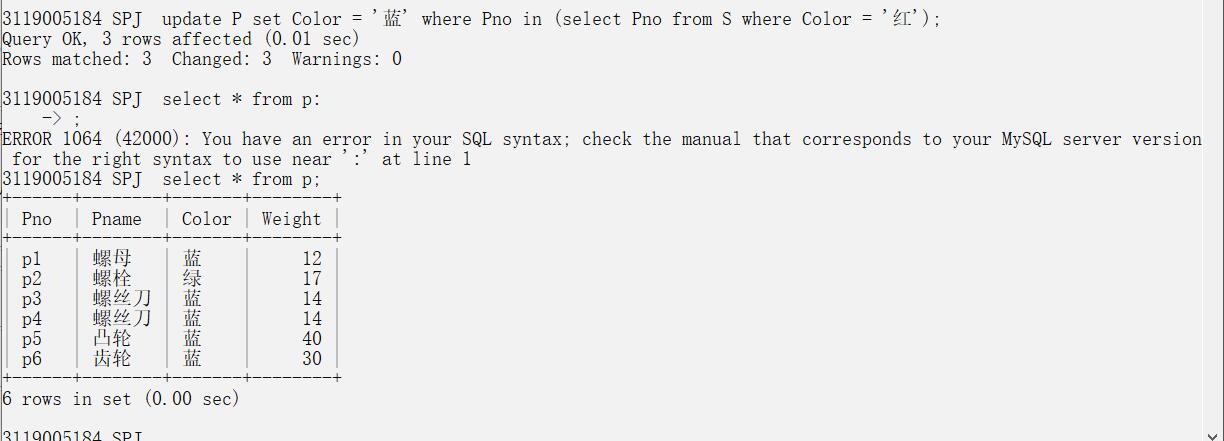 3119005184 SPJ  update P set Color = '蓝' where Pno in (select Pno from S where Color = '红');
Query OK, 3 rows affected (0.01 sec)
Rows matched: 3  Changed: 3  Warnings: 0
3119005184 SPJ  select * from p:
    -> ;
ERROR 1064 (42000): You have an error in your SQL syntax; check the manual that corresponds to your MySQL server version
 for the right syntax to use near ':' at line 1
3119005184 SPJ  select * from p;
+------+--------+-------+--------+
| Pno  | Pname  | Color | Weight |
+------+--------+-------+--------+
| p1   | 螺母   | 蓝    |     12 |
| p2   | 螺栓   | 绿    |     17 |
| p3   | 螺丝刀 | 蓝    |     14 |
| p4   | 螺丝刀 | 蓝    |     14 |
| p5   | 凸轮   | 蓝    |     40 |
| p6   | 齿轮   | 蓝    |     30 |
+------+--------+-------+--------+
6 rows in set (0.00 sec)
3119005184 SPJ